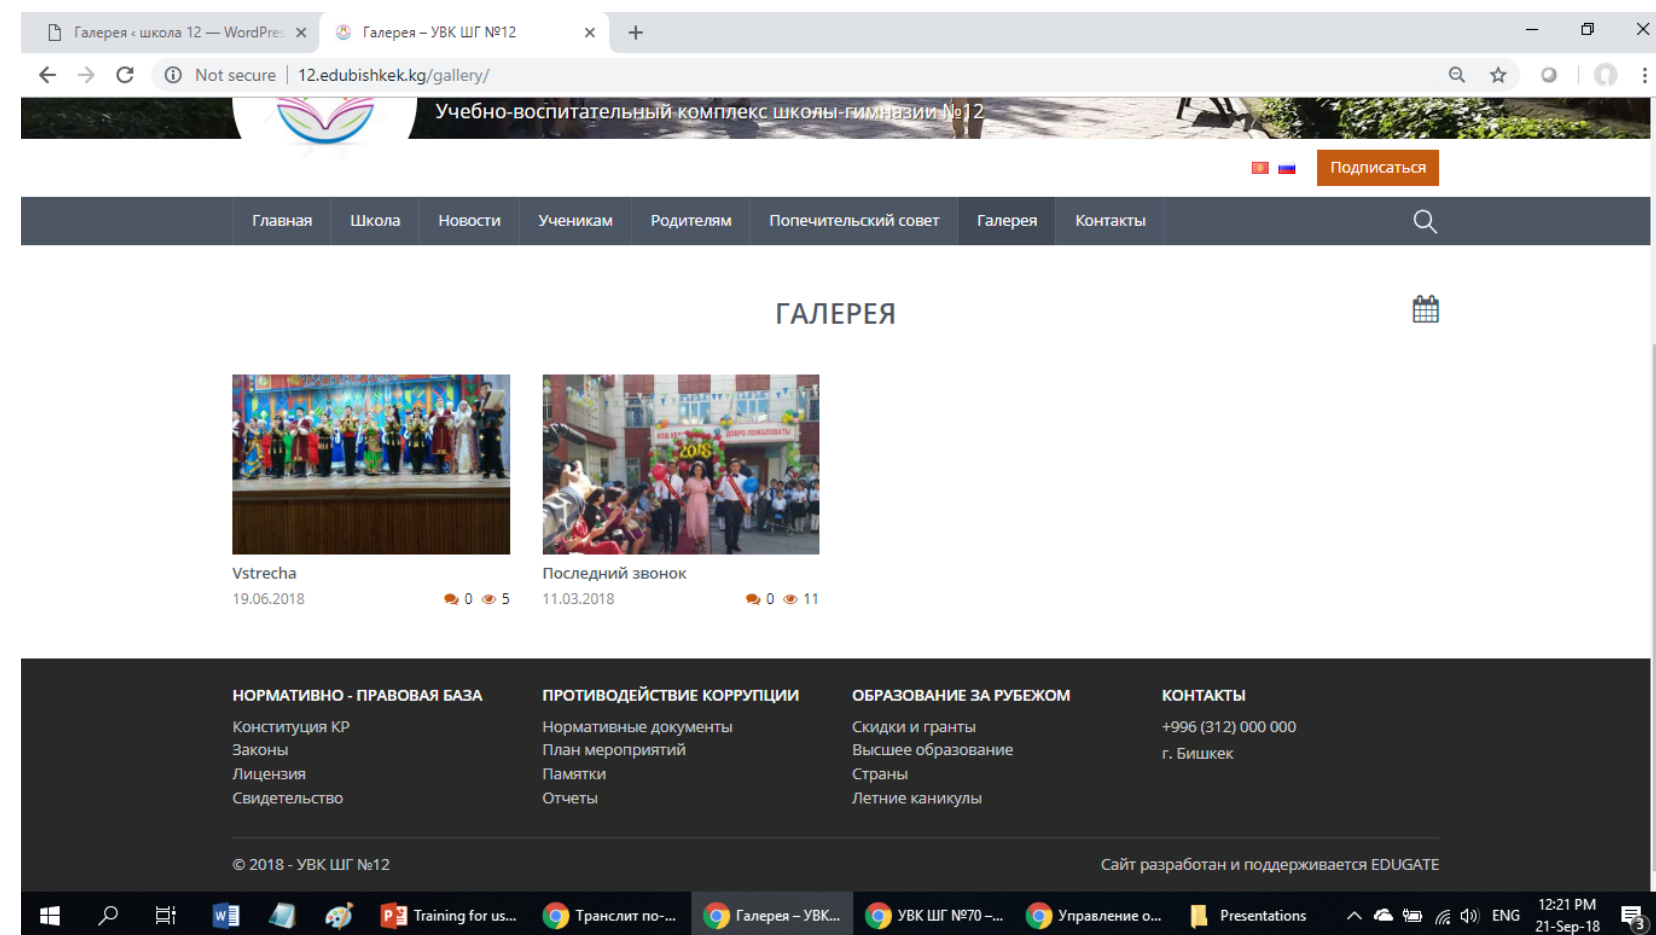 Галерея ‹ школа 12 — WordPres
Галерея – УВК ШГ №12
Not secure | 12.edubishkek.kg/gallery/
Учебно-воспитательный комплекс школы-гимназии №12
Подписаться
Главная Школа Новости Ученикам Родителям Попечительский совет Галерея Контакты
ГАЛЕРЕЯ
ДОБРО ПОЖАЛОВАТЬ!
2018
Vstrecha
19.06.2018 0 5
Последний звонок
11.03.2018 0 11
НОРМАТИВНО - ПРАВОВАЯ БАЗА
Конституция КР
Законы
Лицензия
Свидетельство
ПРОТИВОДЕЙСТВИЕ КОРРУПЦИИ
Нормативные документы
План мероприятий
Памятки
Отчеты
ОБРАЗОВАНИЕ ЗА РУБЕЖОМ
Скидки и гранты
Высшее образование
Страны
Летние каникулы
КОНТАКТЫ
+996 (312) 000 000
г. Бишкек
© 2018 - УВК ШГ №12
Сайт разработан и поддерживается EDUGATE
Training for us...
Транслит по-...
Галерея – УВК...
УВК ШГ №70 –...
Управление о...
Presentations
ENG
12:21 PM
21-Sep-18
3